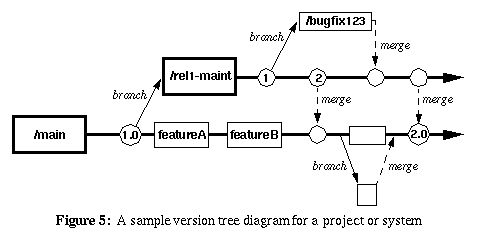 /bugfix123
branch
merge
/rel1-maint
1
2
branch
merge
merge
/main
1.0
featureA
featureB
2.0
branch
merge
Figure 5: A sample version tree diagram for a project or system